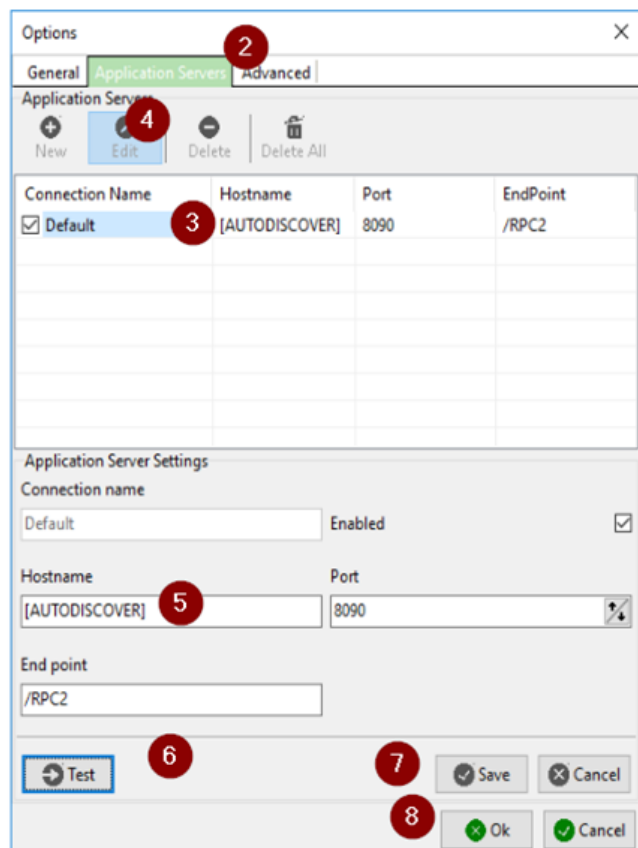 Options
2
General Application Servers Advanced
Application Servers
4
New Edit Delete Delete All
Connection Name Hostname Port EndPoint
Default 3 [AUTODISCOVER] 8090 /RPC2
Application Server Settings
Connection name
Default Enabled
Hostname Port
[AUTODISCOVER] 5 8090
End point
/RPC2
6
Test 7 Save Cancel
8 Ok Cancel